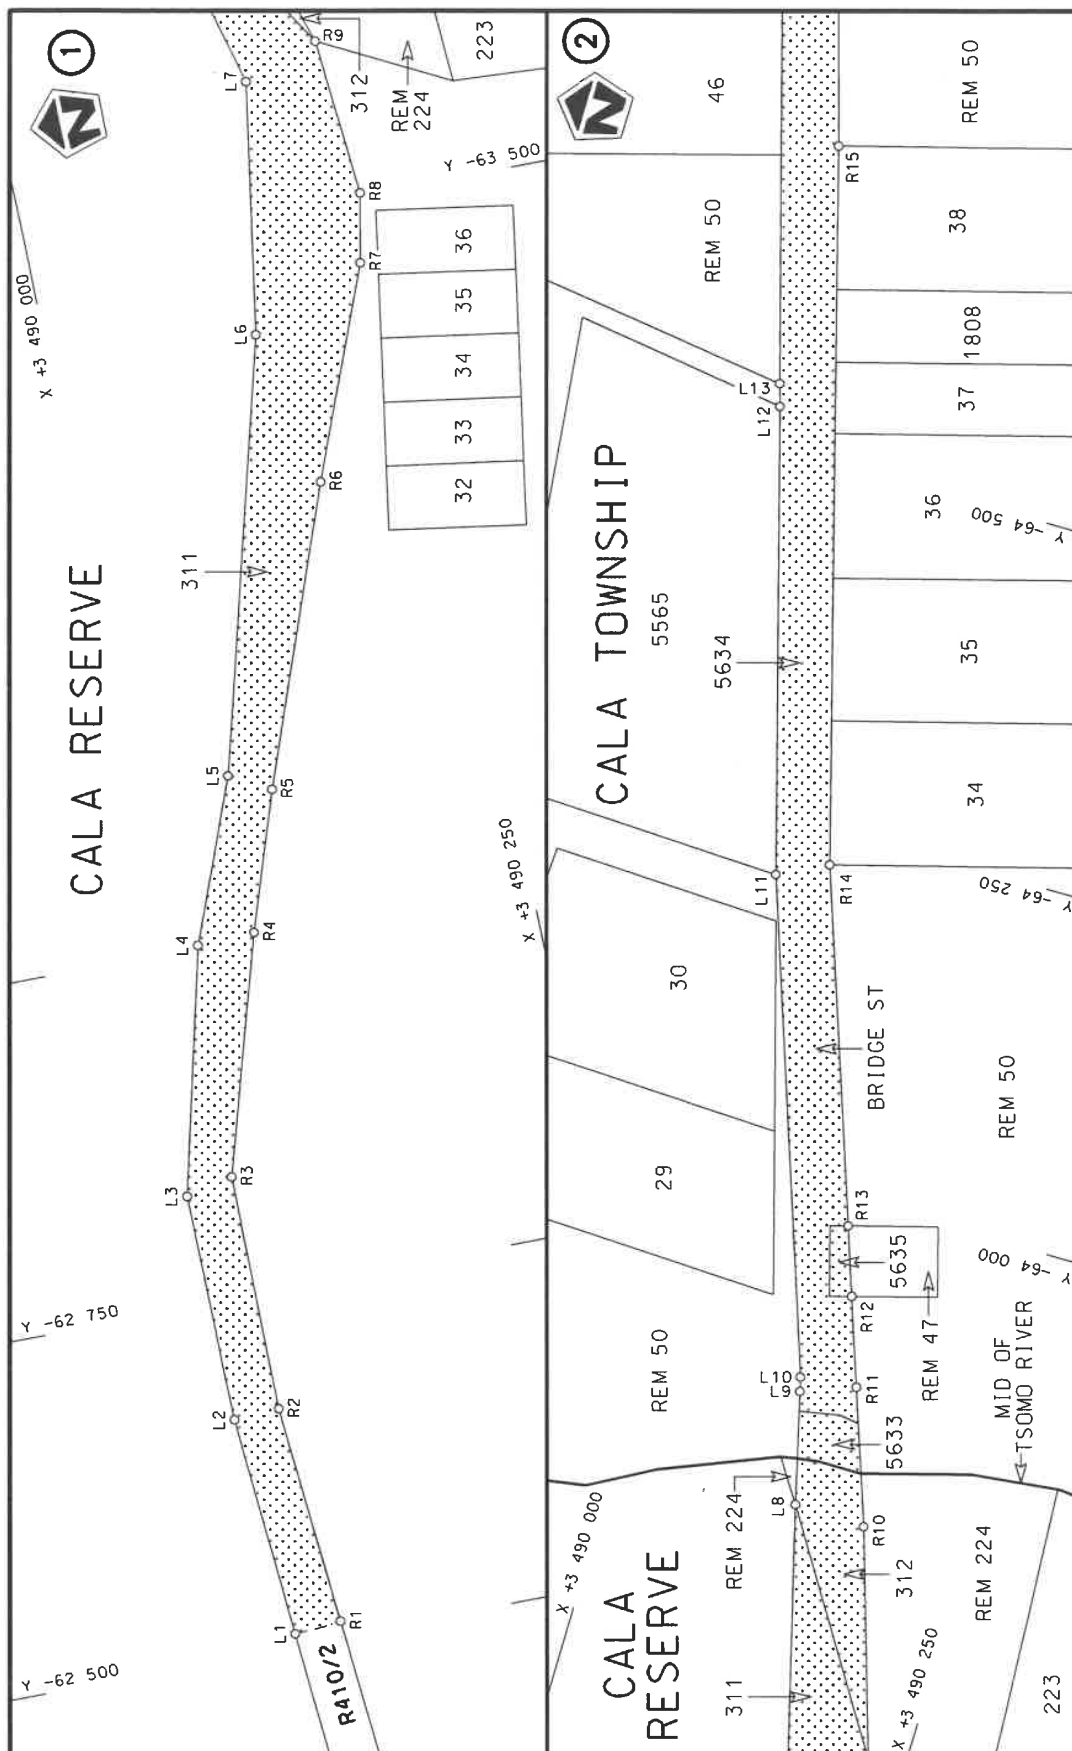 1
N
X +3 490 000
CALA RESERVE
L7
R9
312
REM
224
223
Y -63 500
R8
R7
L6
36
35
34
33
32
R6
311
L5
R5
X +3 490 250
L4
R4
L3
R3
Y -62 750
L2
R2
L1
R1
R410/2
Y -62 500
2
N
46
REM 50
R15
REM 50
38
1808
37
L13
L12
CALA TOWNSHIP
5565
5634
36
Y -64 500
35
34
L11
R14
Y -64 250
30
BRIDGE ST
REM 50
29
R13
5635
R12
REM 47
Y -64 000
REM 50
L10
L9
R11
5633
MID OF
TSOMO RIVER
X +3 490 000
REM 224
L8
R10
312
REM 224
CALA
RESERVE
311
X +3 490 250
223